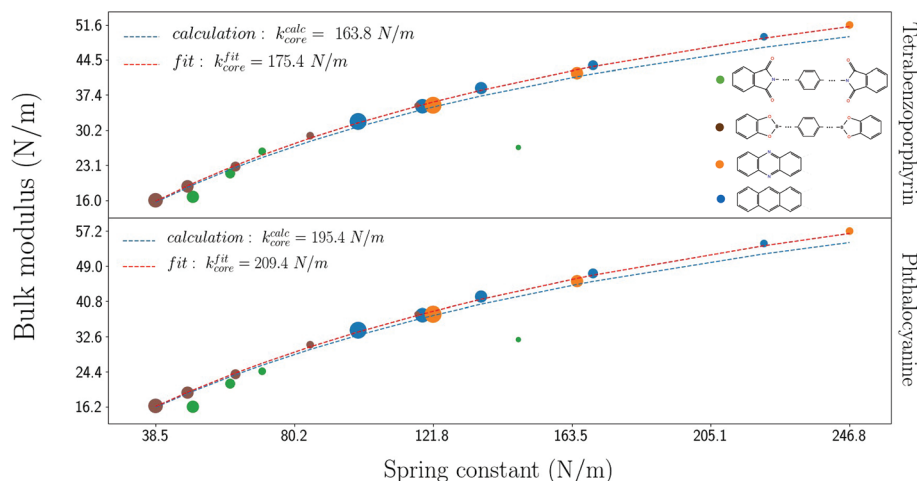 Bulk modulus (N/m)
51.6
44.5
37.4
30.2
23.1
16.0
calculation : k_core^calc = 163.8 N/m
fit : k_core^fit = 175.4 N/m
Tetrabenzoporphyrin
57.2
49.0
40.8
32.6
24.4
16.2
calculation : k_core^calc = 195.4 N/m
fit : k_core^fit = 209.4 N/m
Phthalocyanine
38.5 80.2 121.8 163.5 205.1 246.8
Spring constant (N/m)